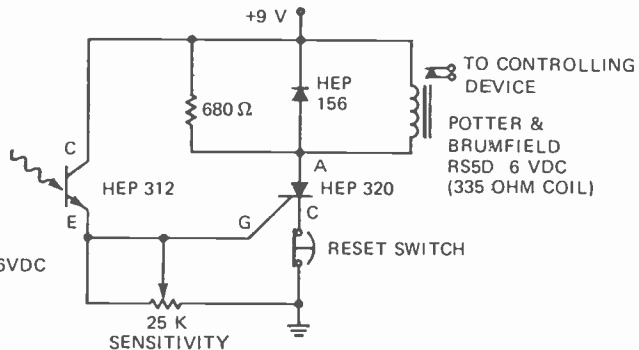 +9 V
C
680 Ω
HEP
156
TO CONTROLLING
DEVICE
POTTER &
BRUMFIELD
RS5D 6 VDC
(335 OHM COIL)
A
HEP 312
HEP 320
E
G
C
6VDC
RESET SWITCH
25 K
SENSITIVITY